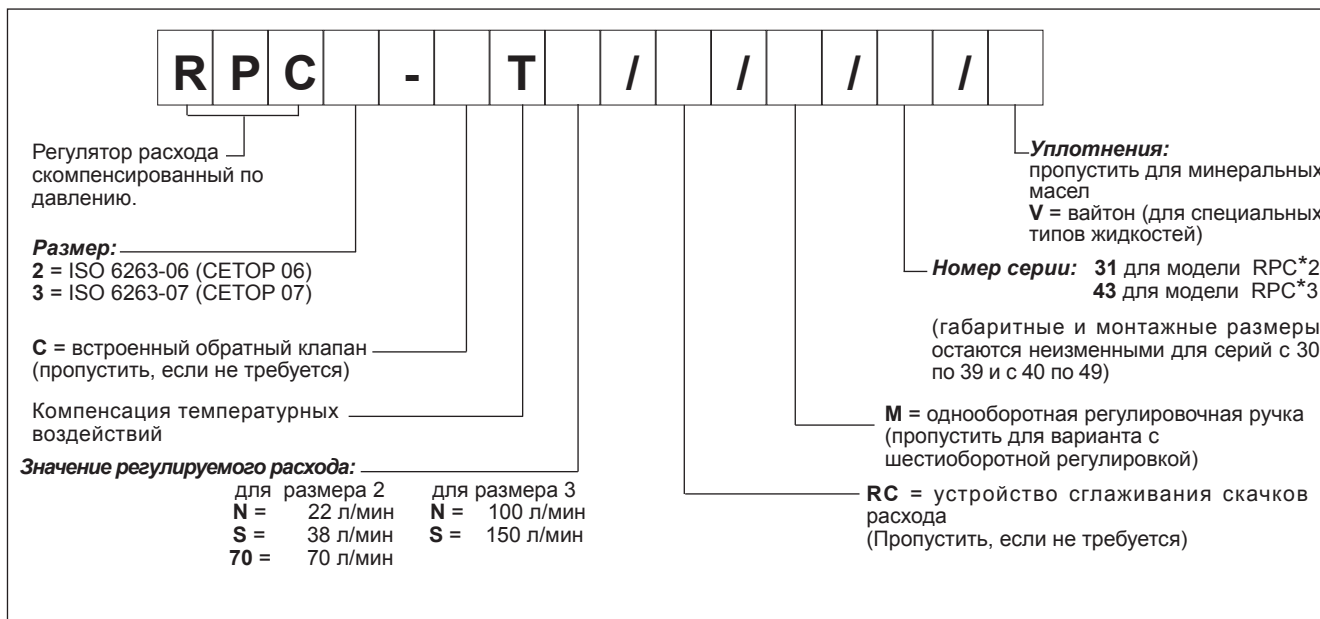 R P C - T / / / /
Регулятор расхода
скомпенсированный по
давлению.
Размер:
2 = ISO 6263-06 (CETOP 06)
3 = ISO 6263-07 (CETOP 07)
C = встроенный обратный клапан
(пропустить, если не требуется)
Компенсация температурных
воздействий
Значение регулируемого расхода:
для размера 2 для размера 3
N = 22 л/мин N = 100 л/мин
S = 38 л/мин S = 150 л/мин
70 = 70 л/мин
Уплотнения:
пропустить для минеральных
масел
V = вайтон (для специальных
типов жидкостей)
Номер серии: 31 для модели RPC*2
43 для модели RPC*3
(габаритные и монтажные размеры
остаются неизменными для серий с 30
по 39 и с 40 по 49)
M = однооборотная регулировочная ручка
(пропустить для варианта с
шестиоборотной регулировкой)
RC = устройство сглаживания скачков
расхода
(Пропустить, если не требуется)